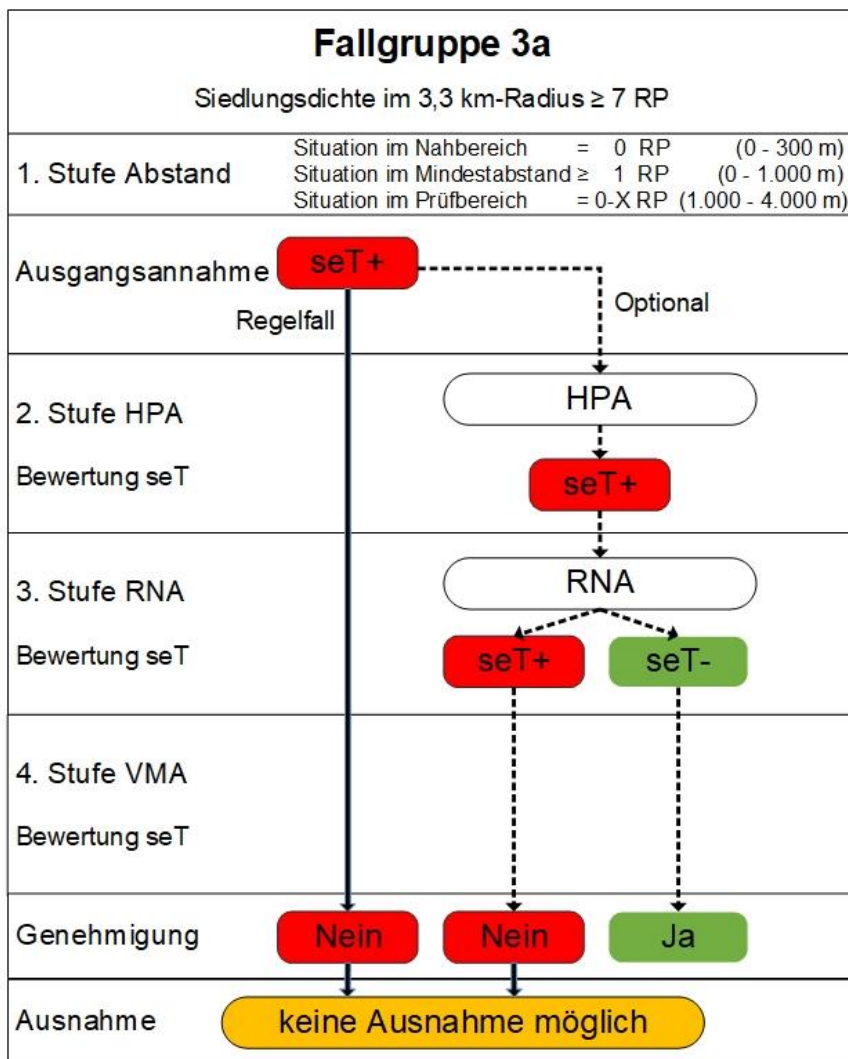 Fallgruppe 3a
Siedlungsdichte im 3,3 km-Radius ≥ 7 RP
1. Stufe Abstand
Situation im Nahbereich = 0 RP (0 - 300 m)
Situation im Mindestabstand ≥ 1 RP (0 - 1.000 m)
Situation im Prüfbereich = 0-X RP (1.000 - 4.000 m)
Ausgangsannahme
seT+
Regelfall
Optional
2. Stufe HPA
HPA
Bewertung seT
seT+
3. Stufe RNA
RNA
Bewertung seT
seT+ seT-
4. Stufe VMA
Bewertung seT
Genehmigung
Nein Nein Ja
Ausnahme
keine Ausnahme möglich